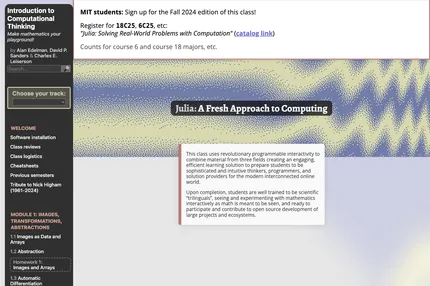 Introduction to
Computational
Thinking
Make mathematics your
playground!
by Alan Edelman, David P.
Sanders & Charles E.
Leiserson
Search...
Choose your track:
WELCOME
Software installation
Class reviews
Class logistics
Cheatsheets
Previous semesters
Tribute to Nick Higham
(1961-2024)
MODULE 1: IMAGES,
TRANSFORMATIONS,
ABSTRACTIONS
1.1 Images as Data and
Arrays
1.2 Abstraction
Homework 1:
Images and Arrays
1.3 Automatic
Differentiation
MIT students: Sign up for the Fall 2024 edition of this class!
Register for 18C25, 6C25, etc:
"Julia: Solving Real-World Problems with Computation" (catalog link)
Counts for course 6 and course 18 majors, etc.
Julia: A Fresh Approach to Computing
This class uses revolutionary programmable interactivity to
combine material from three fields creating an engaging,
efficient learning solution to prepare students to be
sophisticated and intuitive thinkers, programmers, and
solution providers for the modern interconnected online
world.
Upon completion, students are well trained to be scientific
"trilinguals", seeing and experimenting with mathematics
interactively as math is meant to be seen, and ready to
participate and contribute to open source development of
large projects and ecosystems.